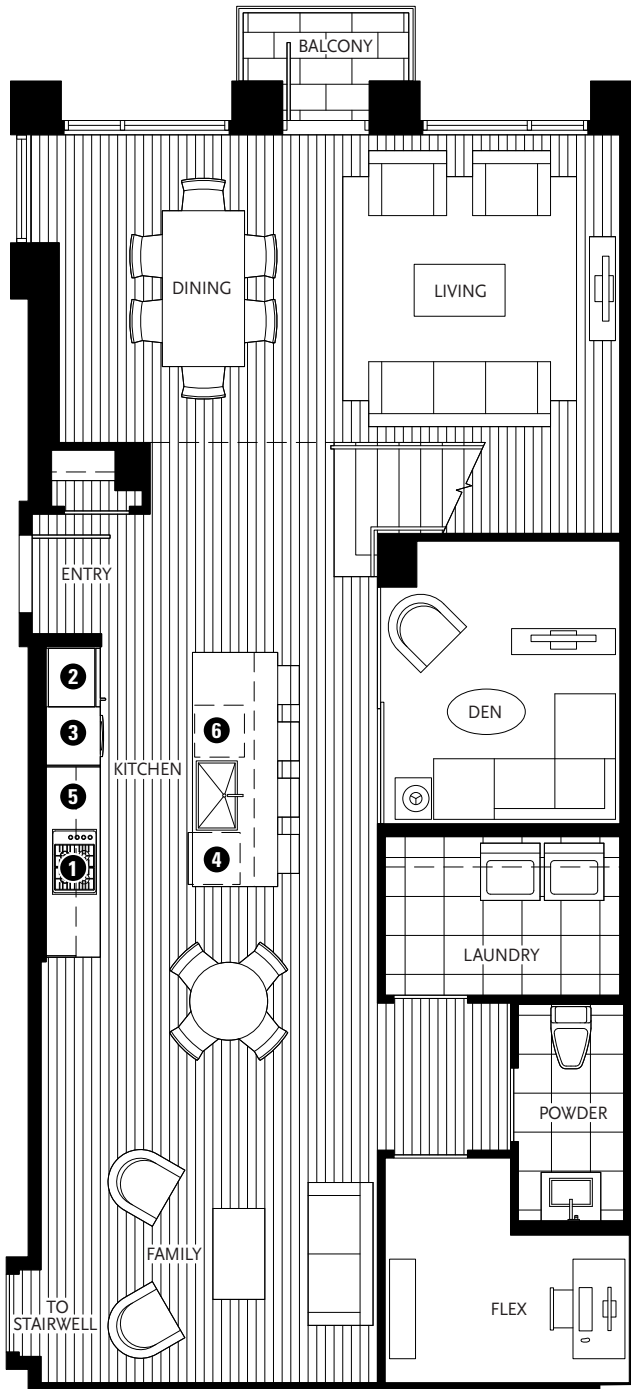 BALCONY
DINING
LIVING
ENTRY
2
3
6
DEN
KITCHEN
5
4
1
LAUNDRY
POWDER
FAMILY
TO
STAIRWELL
FLEX